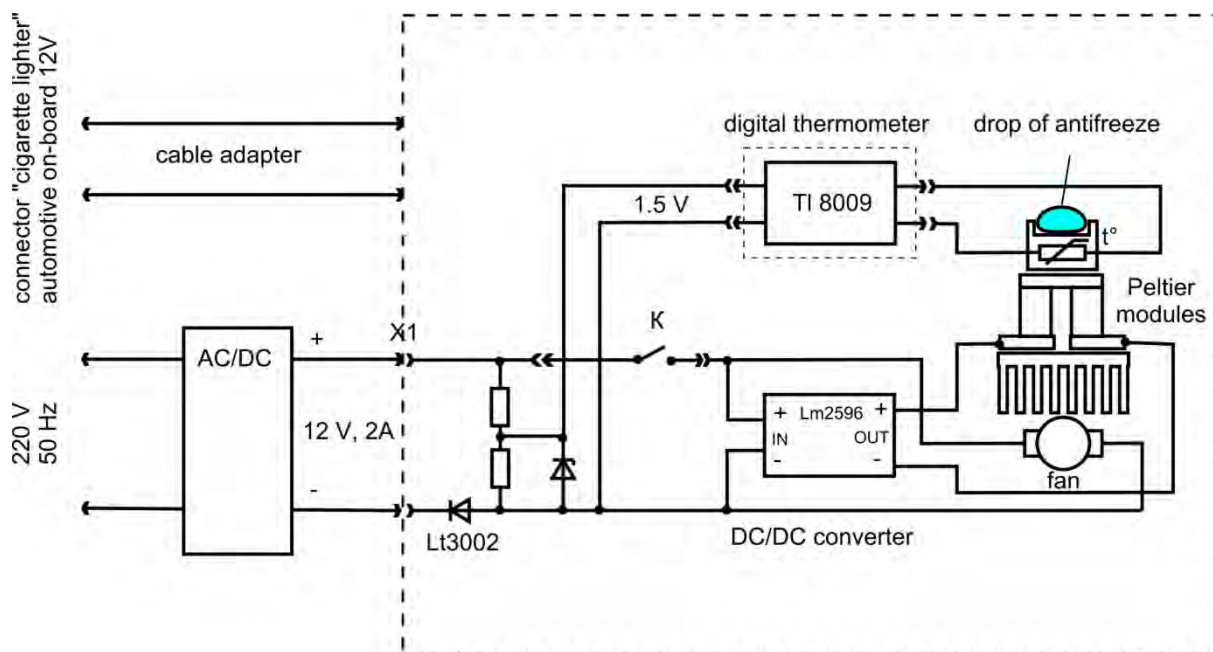 connector "cigarette lighter"
automotive on-board 12V
cable adapter
digital thermometer
drop of antifreeze
1.5 V
TI 8009
t°
Peltier
modules
X1
K
AC/DC
+
-
12 V, 2A
220 V
50 Hz
+ Lm2596 +
IN OUT
- -
fan
Lt3002
DC/DC converter